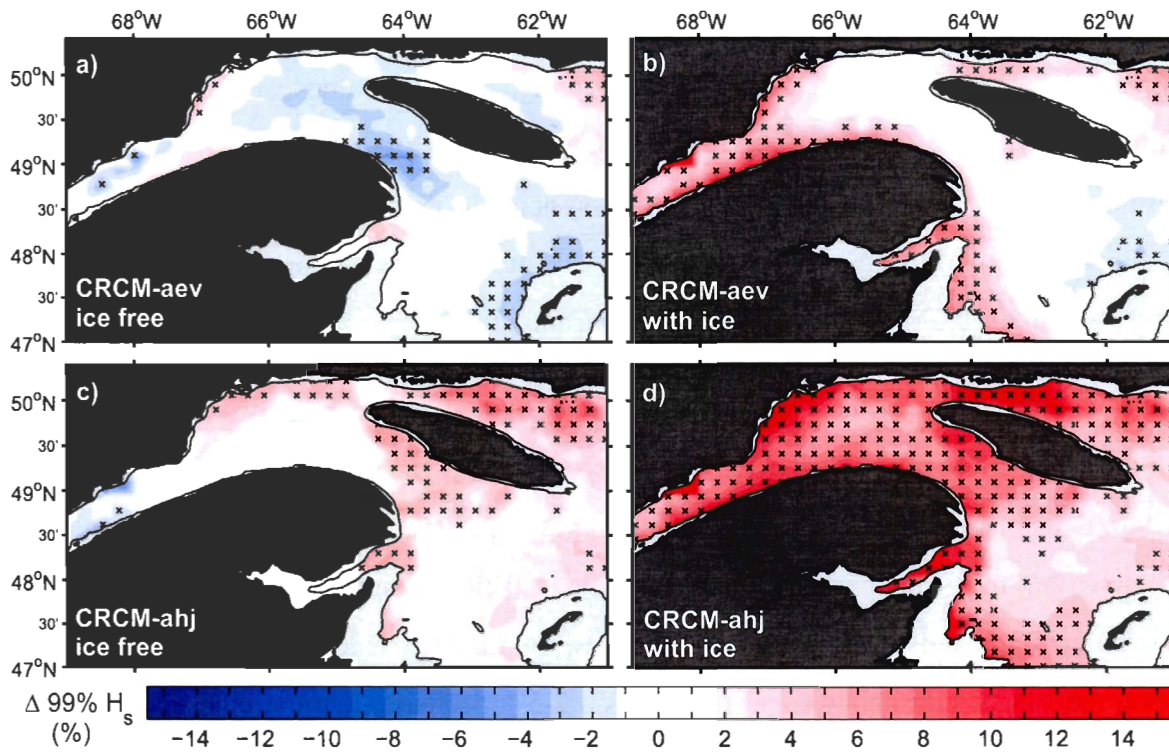 68°W 66°W 64°W 62°W 68°W 66°W 64°W 62°W
a) b)
50°N
30'
49°N
30'
48°N
30'
47°N
CRCM-aev
ice free
CRCM-aev
with ice
c) d)
50°N
30'
49°N
30'
48°N
30'
47°N
CRCM-ahj
ice free
CRCM-ahj
with ice
Δ 99% Hs
(%)
−14 −12 −10 −8 −6 −4 −2 0 2 4 6 8 10 12 14